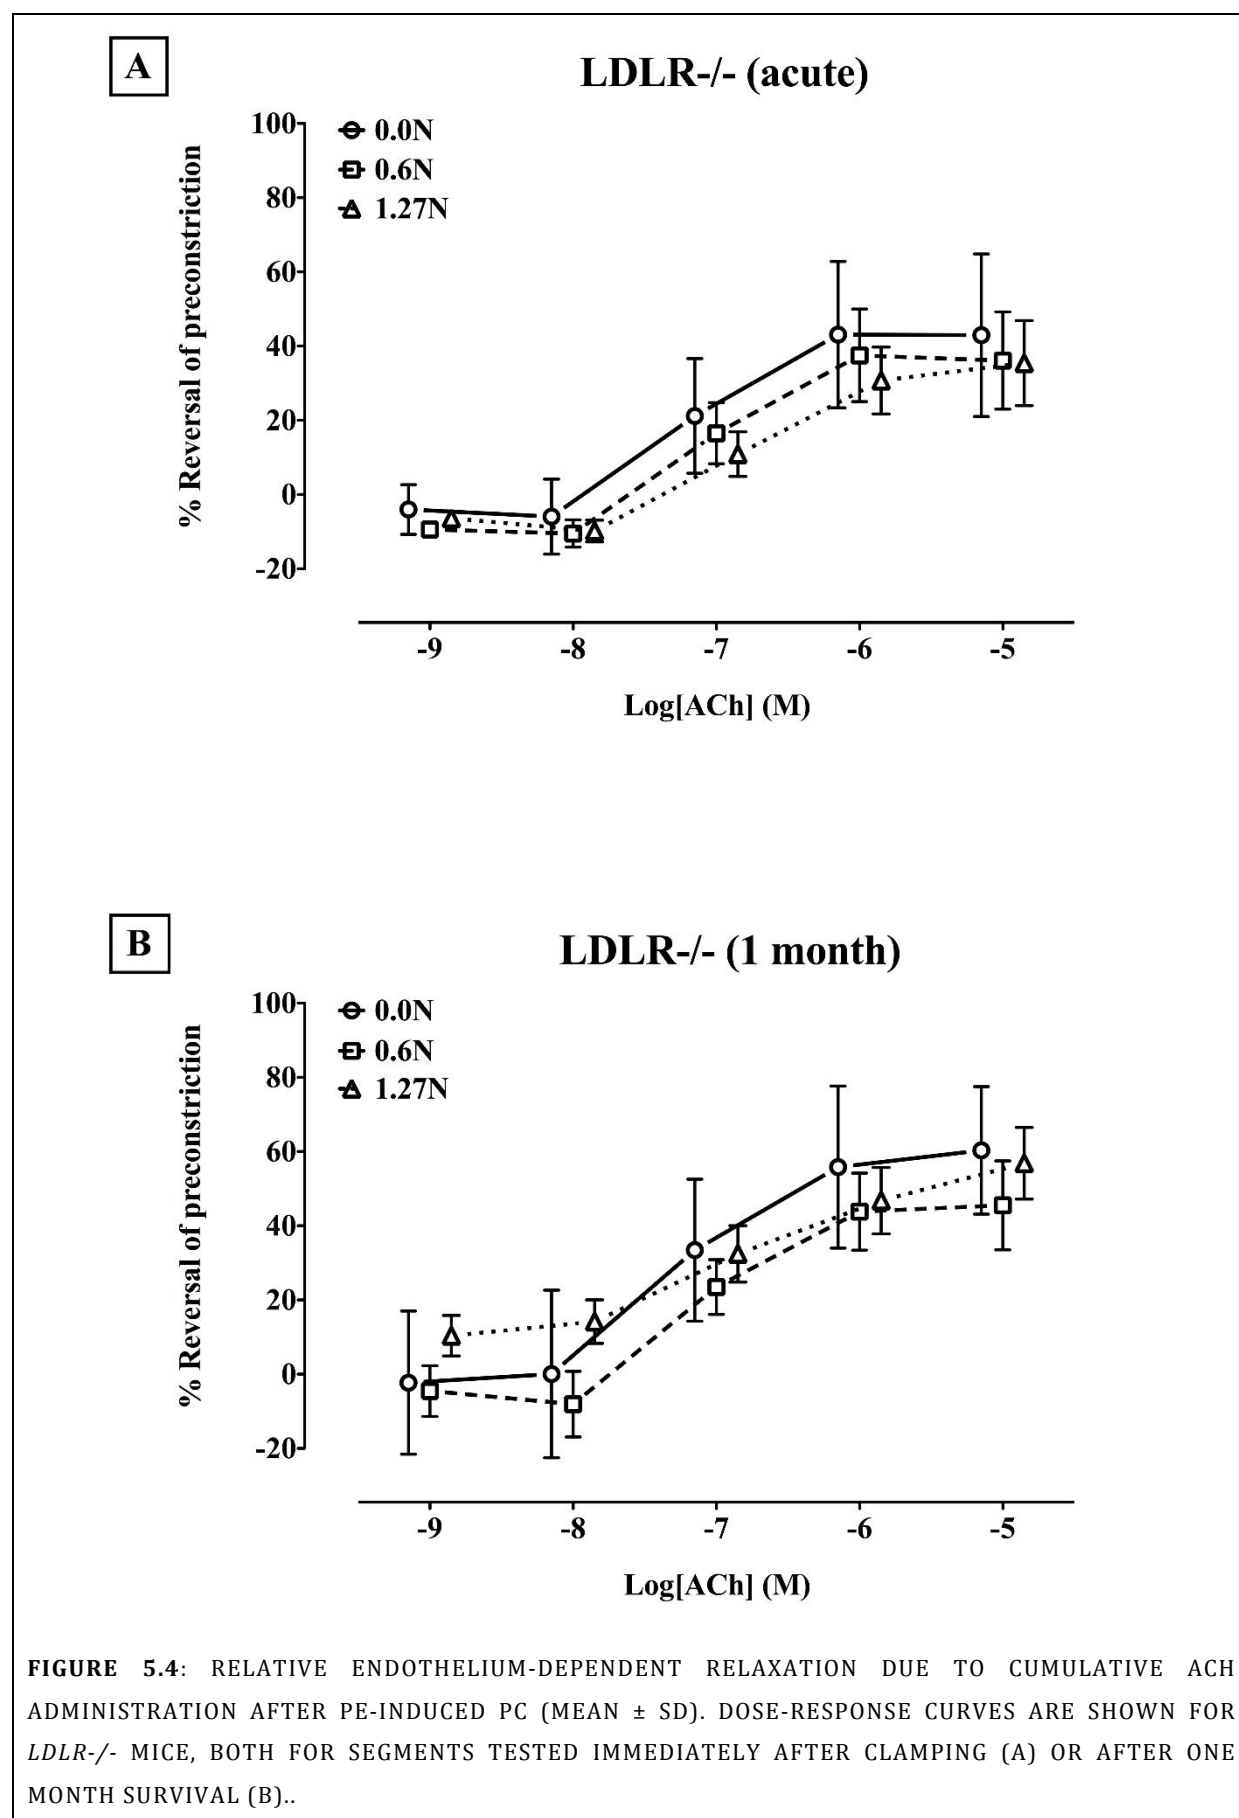 A
LDLR-/- (acute)
% Reversal of preconstriction
100
80
60
40
20
0
-20
0.0N
0.6N
1.27N
-9 -8 -7 -6 -5
Log[ACh] (M)
B
LDLR-/- (1 month)
% Reversal of preconstriction
100
80
60
40
20
0
-20
0.0N
0.6N
1.27N
-9 -8 -7 -6 -5
Log[ACh] (M)
FIGURE 5.4: RELATIVE ENDOTHELIUM-DEPENDENT RELAXATION DUE TO CUMULATIVE ACH
ADMINISTRATION AFTER PE-INDUCED PC (MEAN ± SD). DOSE-RESPONSE CURVES ARE SHOWN FOR
LDLR-/- MICE, BOTH FOR SEGMENTS TESTED IMMEDIATELY AFTER CLAMPING (A) OR AFTER ONE
MONTH SURVIVAL (B)..